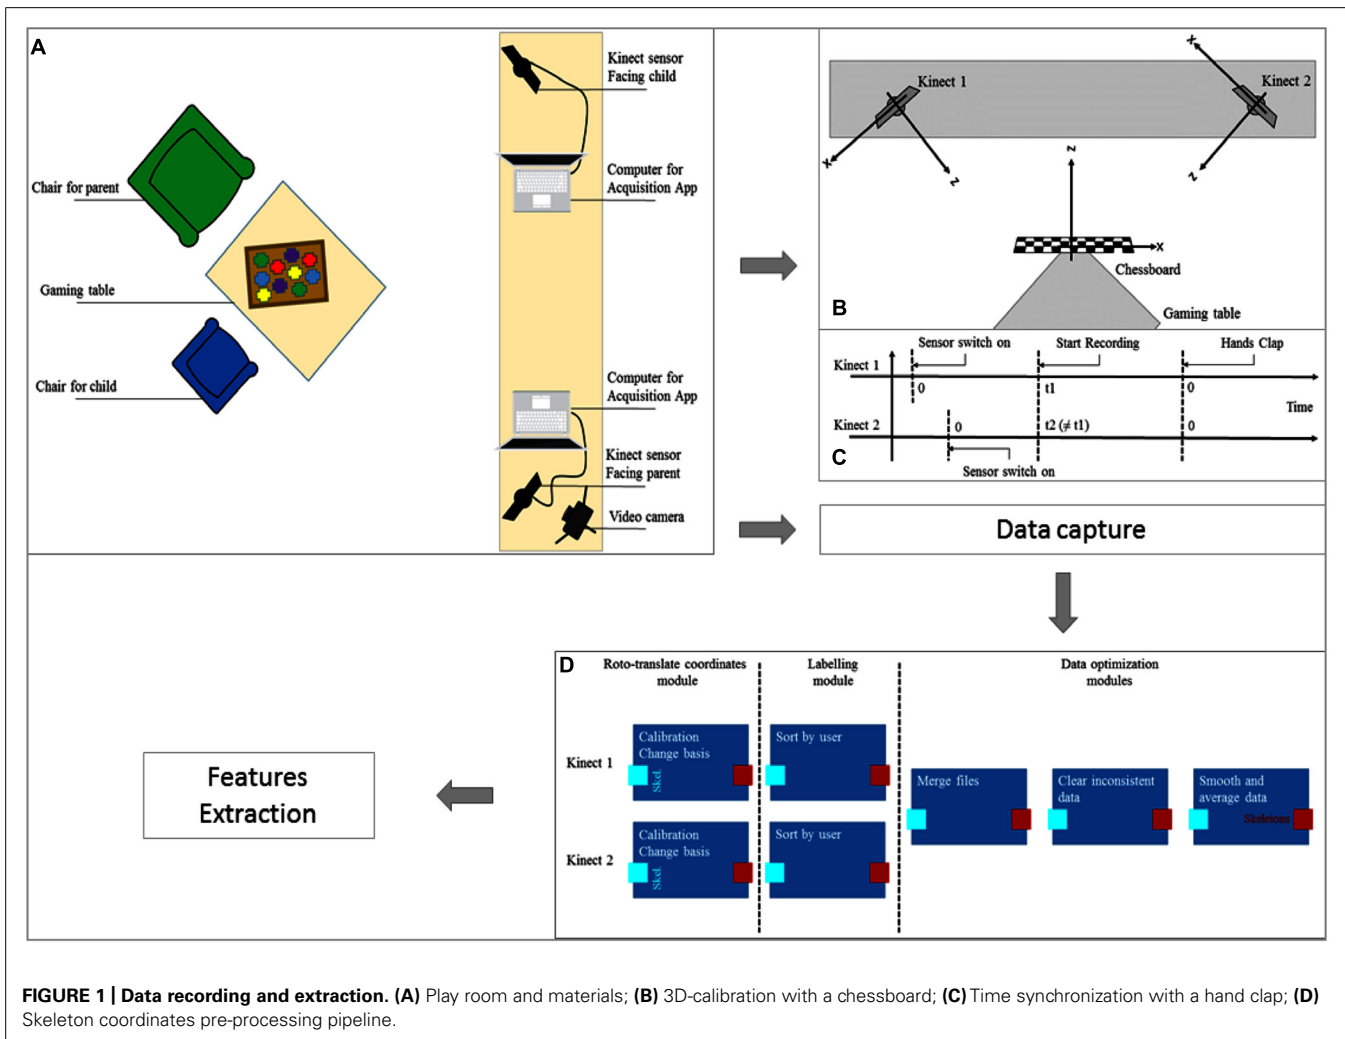 A
Kinect sensor
Facing child
Chair for parent
Computer for
Acquisition App
Gaming table
Chair for child
Computer for
Acquisition App
Kinect sensor
Facing parent
Video camera
Kinect 1
Kinect 2
X
Z
X
Z
Z
X
Chessboard
Gaming table
B
Sensor switch on
Start Recording
Hands Clap
Kinect 1
0
t1
0
Time
Kinect 2
0
t2 (≠ t1)
0
C
Sensor switch on
Data capture
D
Roto-translate coordinates
module
Labelling
module
Data optimization
modules
Kinect 1
Calibration
Change basis
Skel.
Sort by user
Merge files
Clear inconsistent
data
Smooth and
average data
Skeletons
Kinect 2
Calibration
Change basis
Skel.
Sort by user
Features
Extraction
FIGURE 1 | Data recording and extraction. (A) Play room and materials; (B) 3D-calibration with a chessboard; (C) Time synchronization with a hand clap; (D)
Skeleton coordinates pre-processing pipeline.